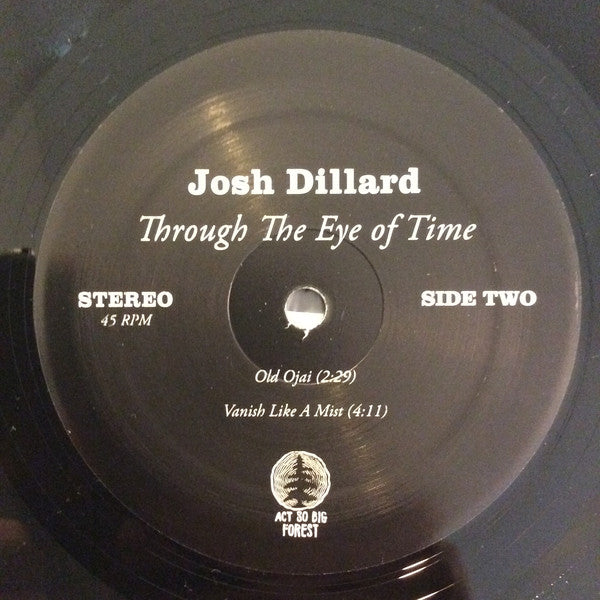 Josh Dillard
Through The Eye of Time
STEREO
45 RPM
SIDE TWO
Old Ojai (2:29)
Vanish Like A Mist (4:11)
ACT SO BIG
FOREST